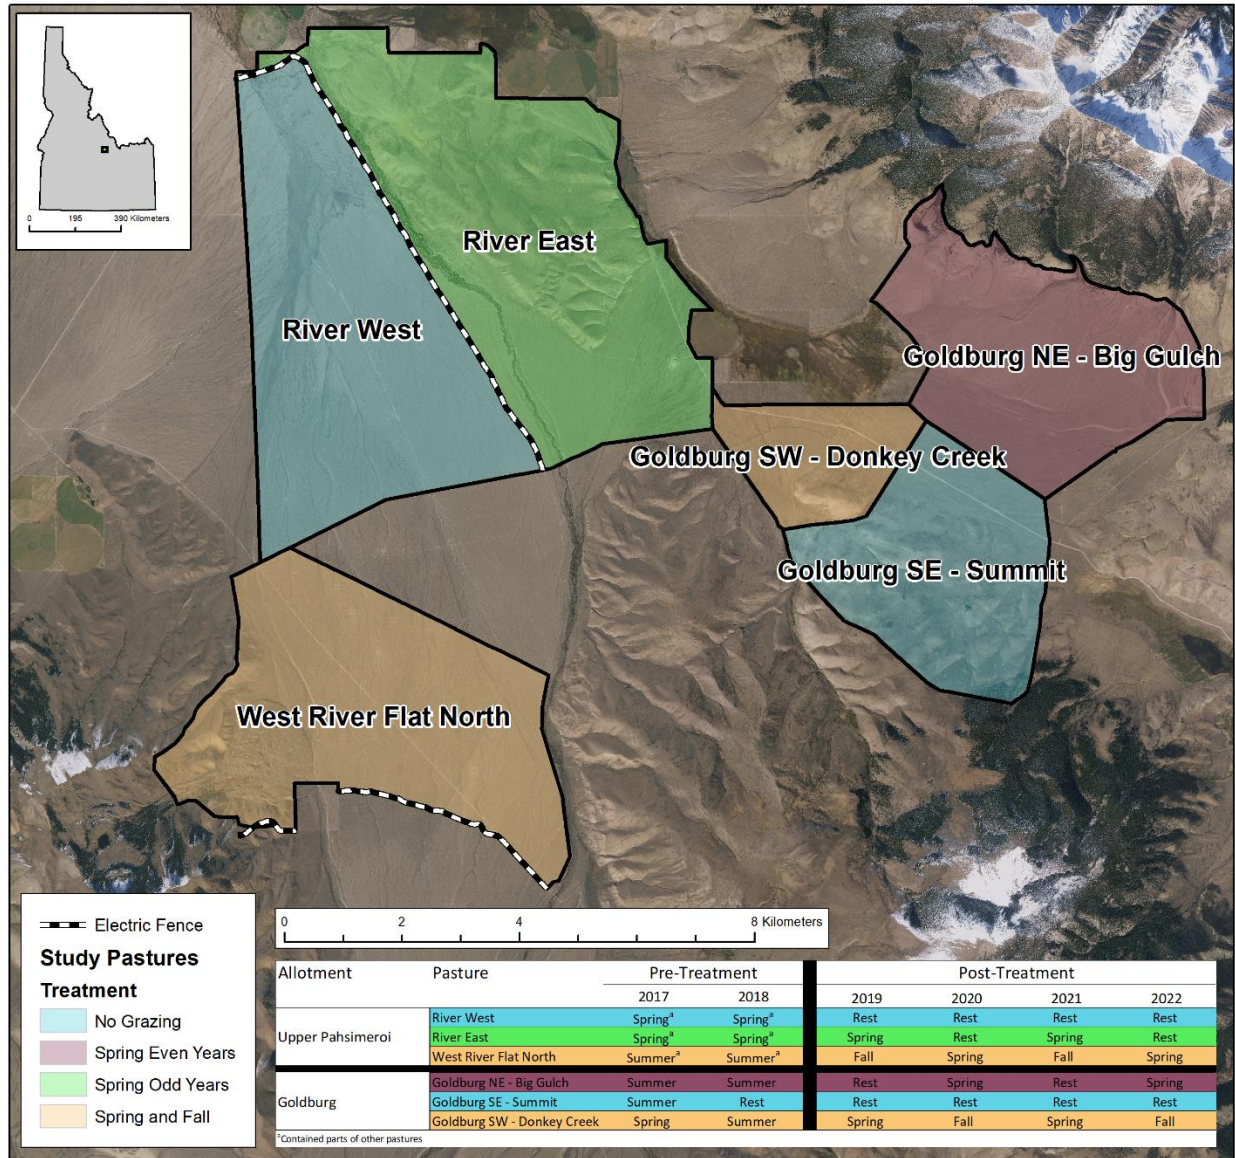 0 195 390 Kilometers
River East
River West
Goldburg NE - Big Gulch
Goldburg SW - Donkey Creek
Goldburg SE - Summit
West River Flat North
Electric Fence
Study Pastures
Treatment
No Grazing
Spring Even Years
Spring Odd Years
Spring and Fall
0 2 4 8 Kilometers
Allotment Pasture Pre-Treatment Post-Treatment
2017 2018 2019 2020 2021 2022
Upper Pahsimeroi
River West Springᵃ Springᵃ Rest Rest Rest Rest
River East Springᵃ Springᵃ Spring Rest Spring Rest
West River Flat North Summerᵃ Summerᵃ Fall Spring Fall Spring
Goldburg
Goldburg NE - Big Gulch Summer Summer Rest Spring Rest Spring
Goldburg SE - Summit Summer Rest Rest Rest Rest Rest
Goldburg SW - Donkey Creek Spring Summer Spring Fall Spring Fall
ᵃContained parts of other pastures